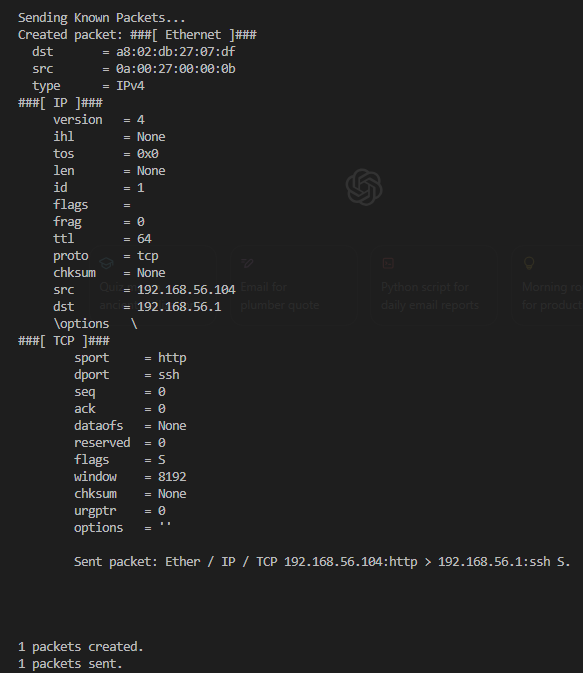 Sending Known Packets...
Created packet: ###[ Ethernet ]###
  dst       = a8:02:db:27:07:df
  src       = 0a:00:27:00:00:0b
  type      = IPv4
###[ IP ]###
     version   = 4
     ihl       = None
     tos       = 0x0
     len       = None
     id        = 1
     flags     =
     frag      = 0
     ttl       = 64
     proto     = tcp
     chksum    = None
     src       = 192.168.56.104
     dst       = 192.168.56.1
     \options   \
###[ TCP ]###
        sport     = http
        dport     = ssh
        seq       = 0
        ack       = 0
        dataofs   = None
        reserved  = 0
        flags     = S
        window    = 8192
        chksum    = None
        urgptr    = 0
        options   = ''
        Sent packet: Ether / IP / TCP 192.168.56.104:http > 192.168.56.1:ssh S.
1 packets created.
1 packets sent.
Email for
plumber quote
Python script for
daily email reports
Morning ro
for product